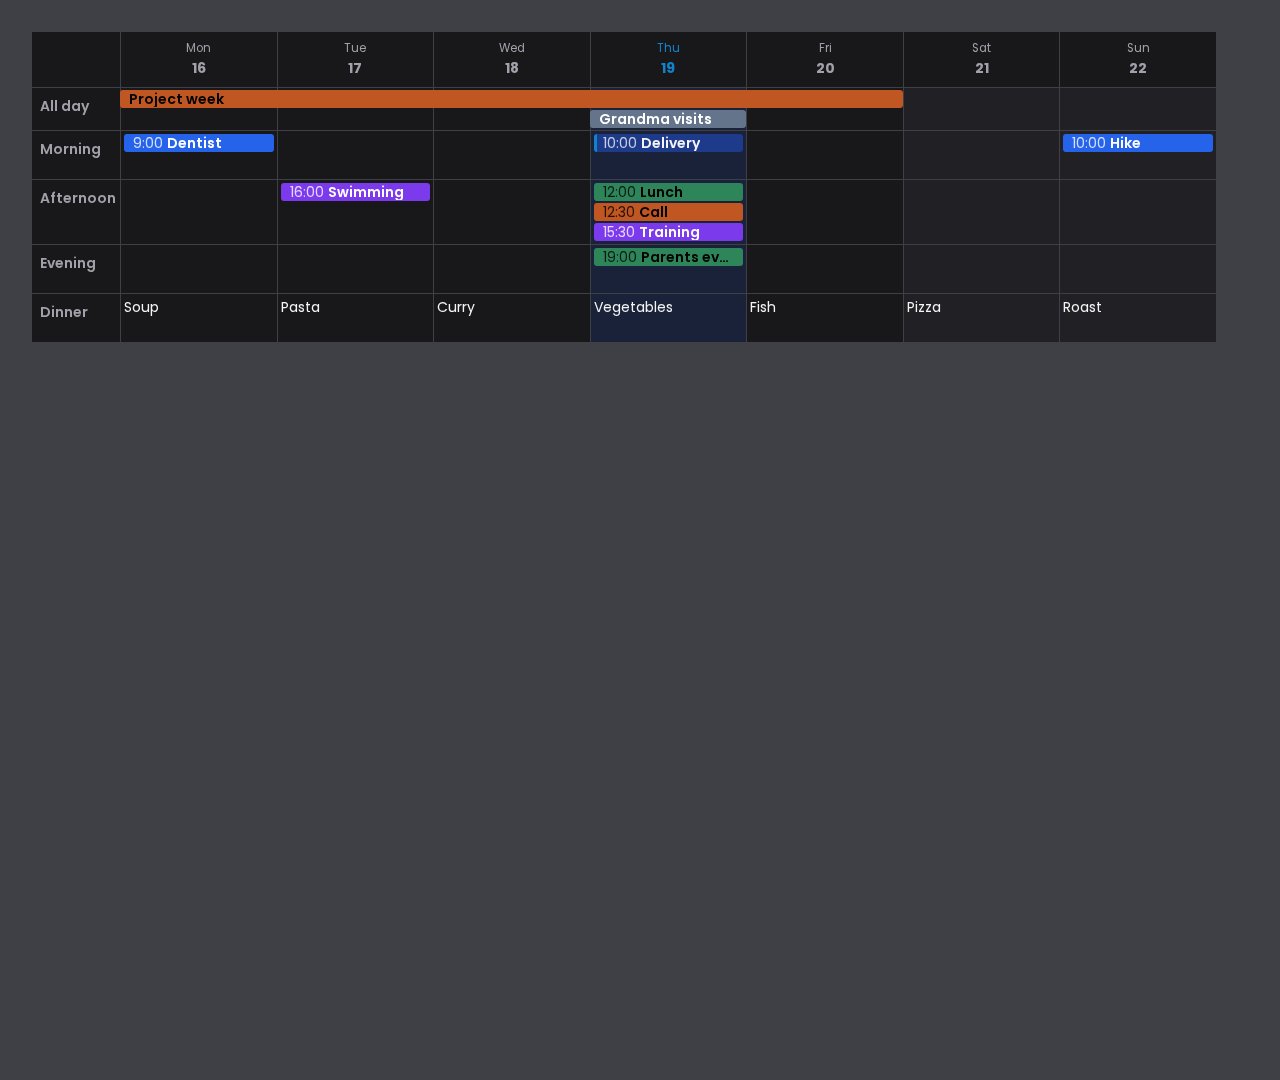 Mon Tue Wed Thu Fri Sat Sun
16 17 18 19 20 21 22
All day
Project week
Grandma visits
Morning
9:00 Dentist
10:00 Delivery
10:00 Hike
Afternoon
16:00 Swimming
12:00 Lunch
12:30 Call
15:30 Training
Evening
19:00 Parents ev...
Dinner
Soup Pasta Curry Vegetables Fish Pizza Roast